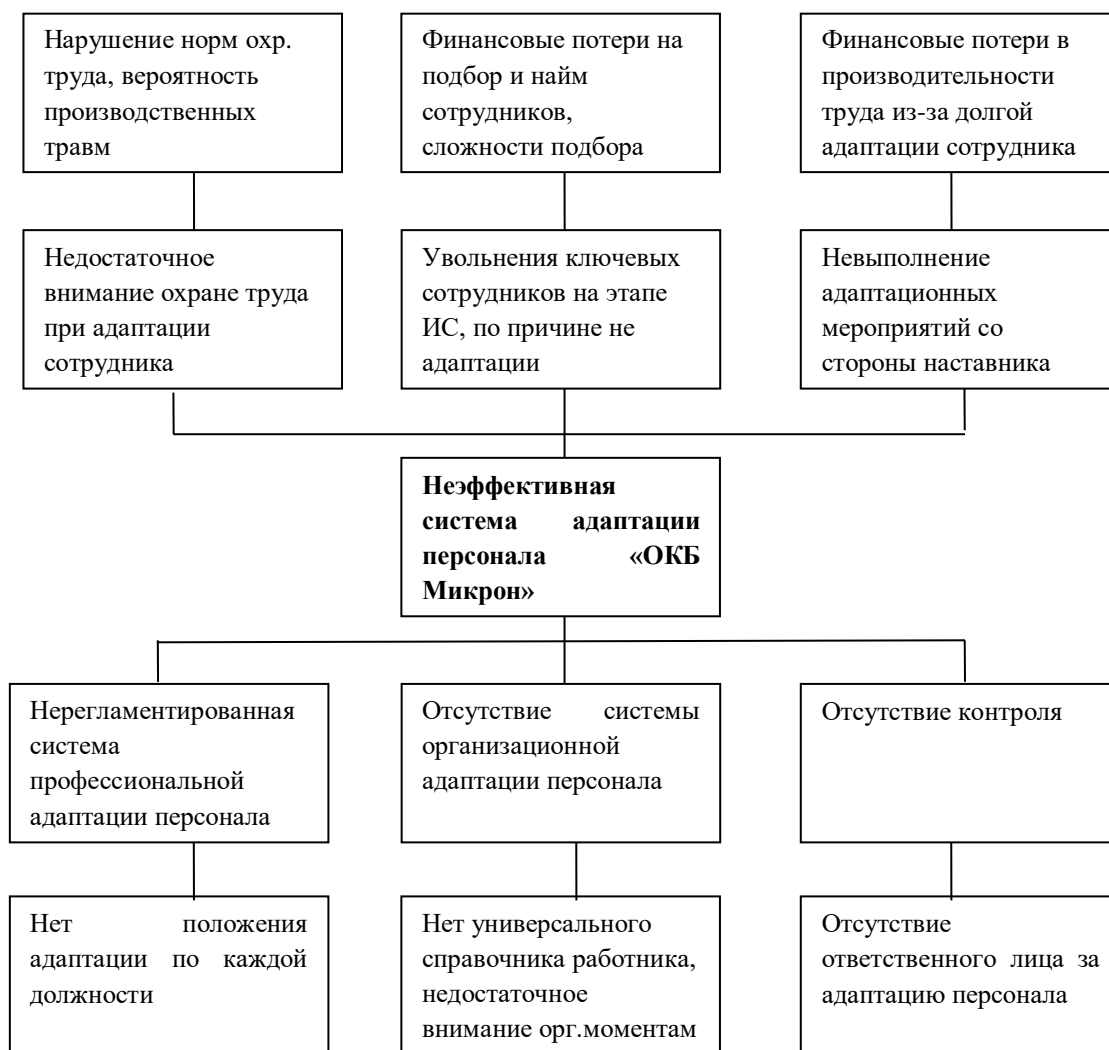 Нарушение норм охр.
труда, вероятность
производственных
травм
Финансовые потери на
подбор и найм
сотрудников,
сложности подбора
Финансовые потери в
производительности
труда из-за долгой
адаптации сотрудника
Недостаточное
внимание охране труда
при адаптации
сотрудника
Увольнения ключевых
сотрудников на этапе
ИС, по причине не
адаптации
Невыполнение
адаптационных
мероприятий со
стороны наставника
Неэффективная
система адаптации
персонала «ОКБ
Микрон»
Нерегламентированная
система
профессиональной
адаптации персонала
Отсутствие системы
организационной
адаптации персонала
Отсутствие контроля
Нет положения
адаптации по каждой
должности
Нет универсального
справочника работника,
недостаточное
внимание орг.моментам
Отсутствие
ответственного лица за
адаптацию персонала